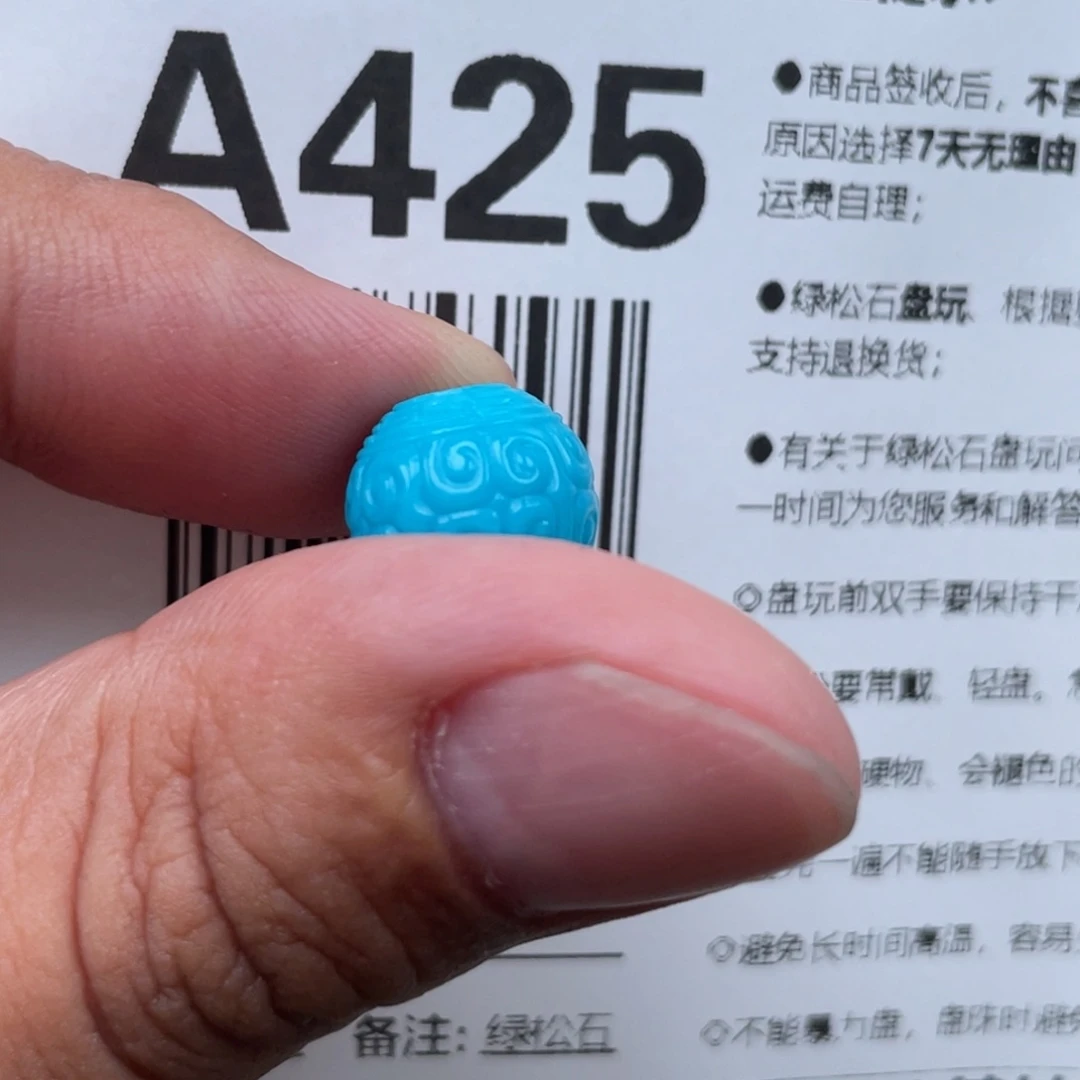 A425
●商品签收后,不
原因选择7天无理由
运费自理;
●绿松石盘玩、根据
支持退换货;
●有关于绿松石盘玩问
一时间为您服务和解答
◎盘玩前双手要保持干
要常戴、轻盘。
硬物、会褪色的
一遍不能随手放下
◎避免长时间高温,容易
◎不能暴力盘,盘珠时避免
备注:绿松石